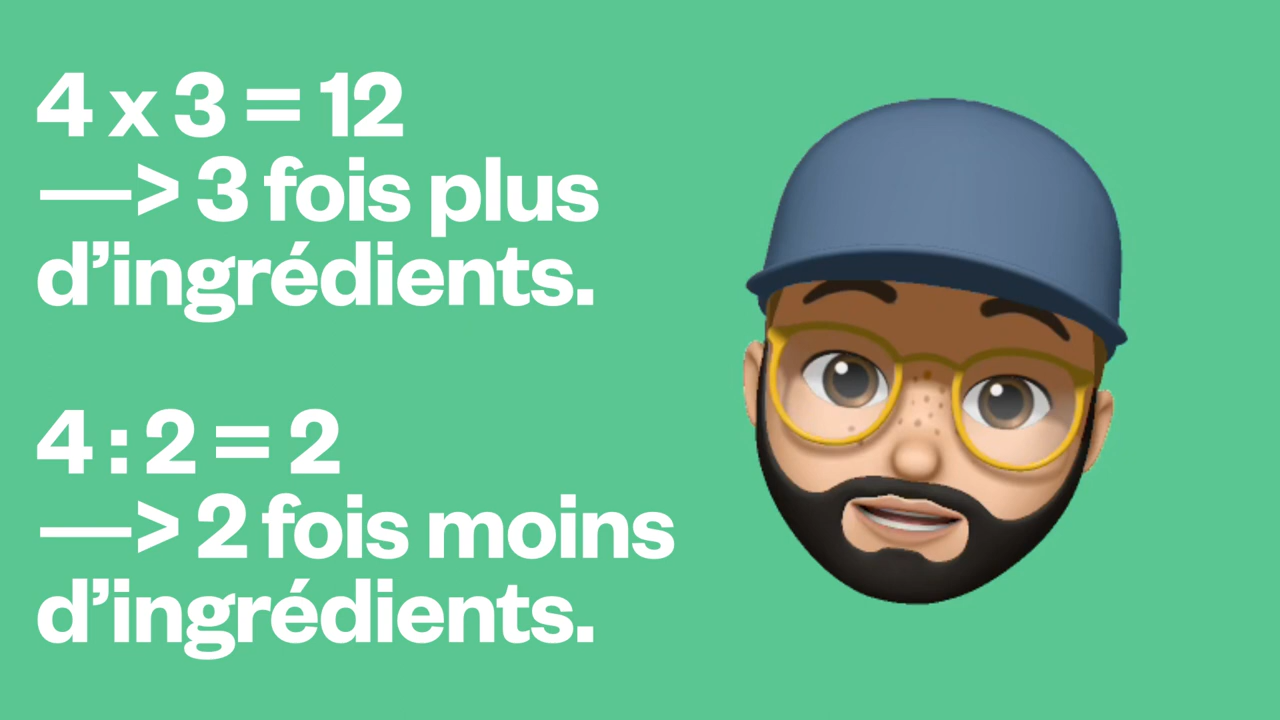 4 x 3 = 12
—> 3 fois plus
d’ingrédients.
4 : 2 = 2
—> 2 fois moins
d’ingrédients.